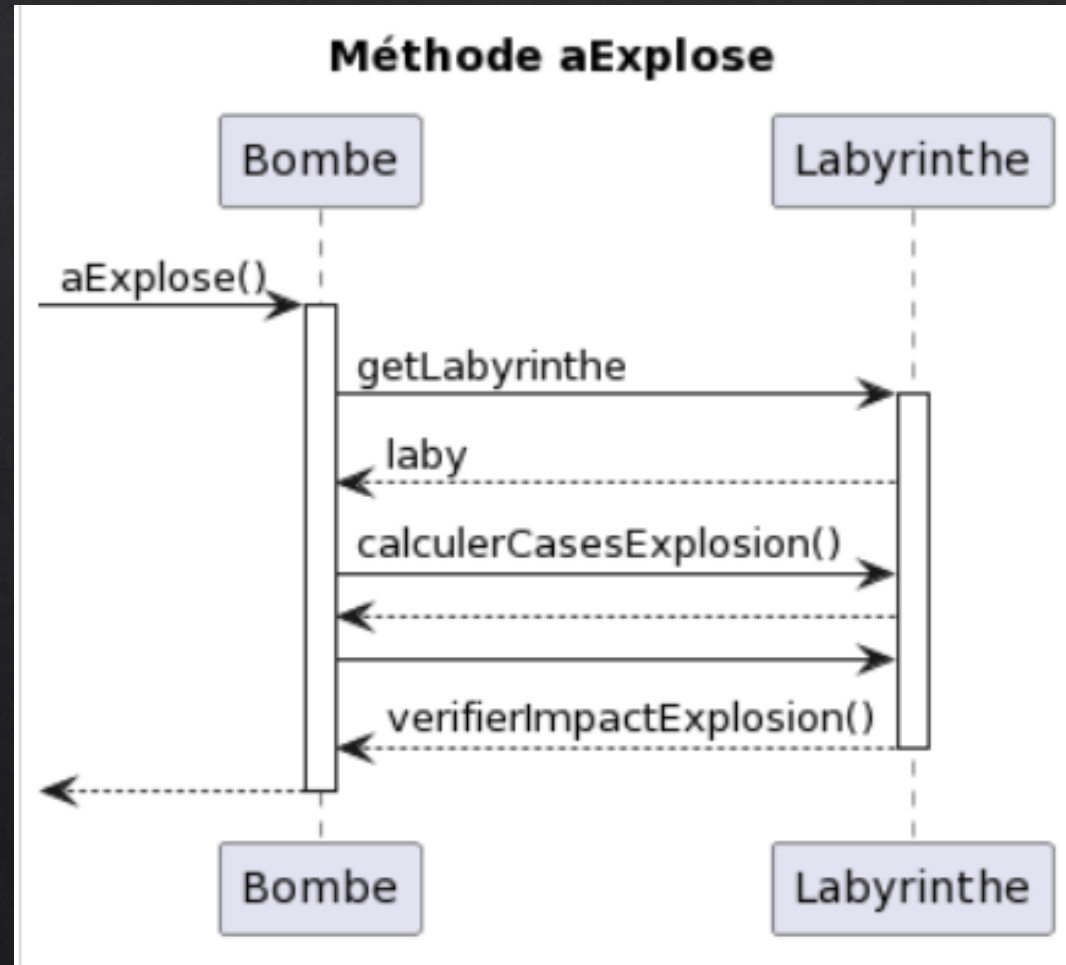 Méthode aExplose
Bombe
Labyrinthe
aExplose()
getLabyrinthe
laby
calculerCasesExplosion()
verifierImpactExplosion()
Bombe
Labyrinthe